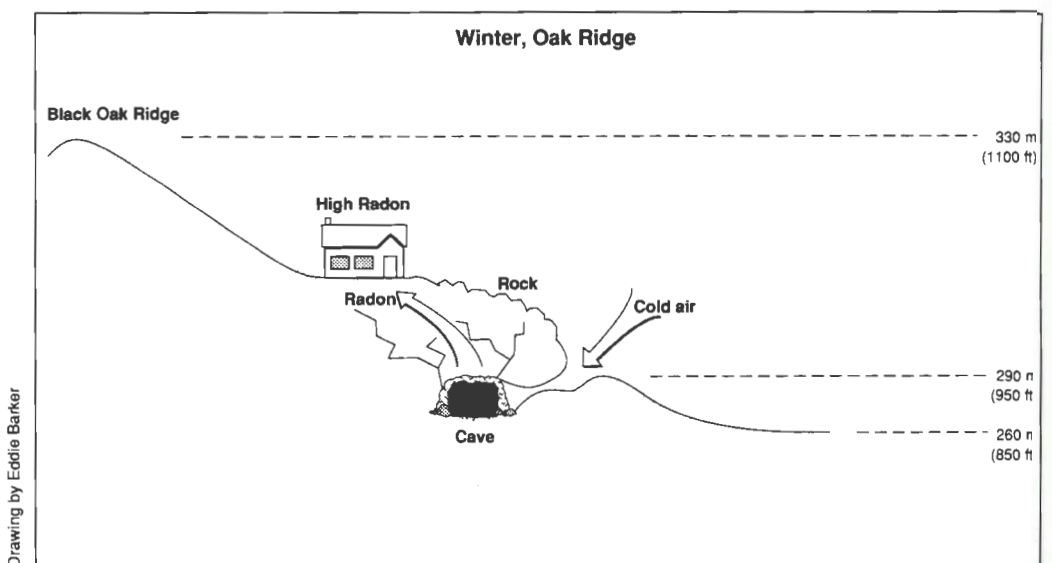 Winter, Oak Ridge
Black Oak Ridge
330 m
(1100 ft)
High Radon
Rock
Radon
Cold air
290 n
(950 ft
Cave
260 n
(850 ft
Drawing by Eddie Barker